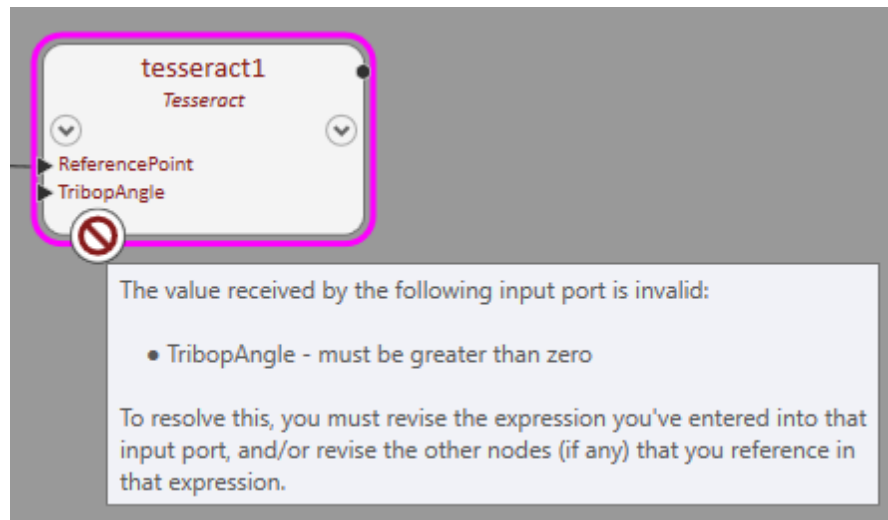 tesseract1
Tesseract
ReferencePoint
TribopAngle
The value received by the following input port is invalid:
● TribopAngle - must be greater than zero
To resolve this, you must revise the expression you've entered into that
input port, and/or revise the other nodes (if any) that you reference in
that expression.